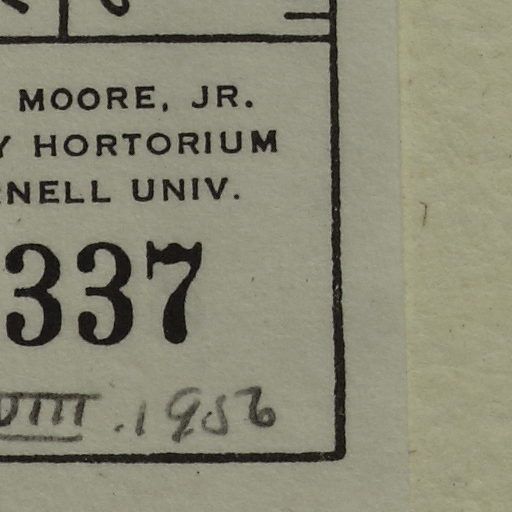 MOORE, JR.
Y HORTORIUM
NELL UNIV.
337
VIII.1956